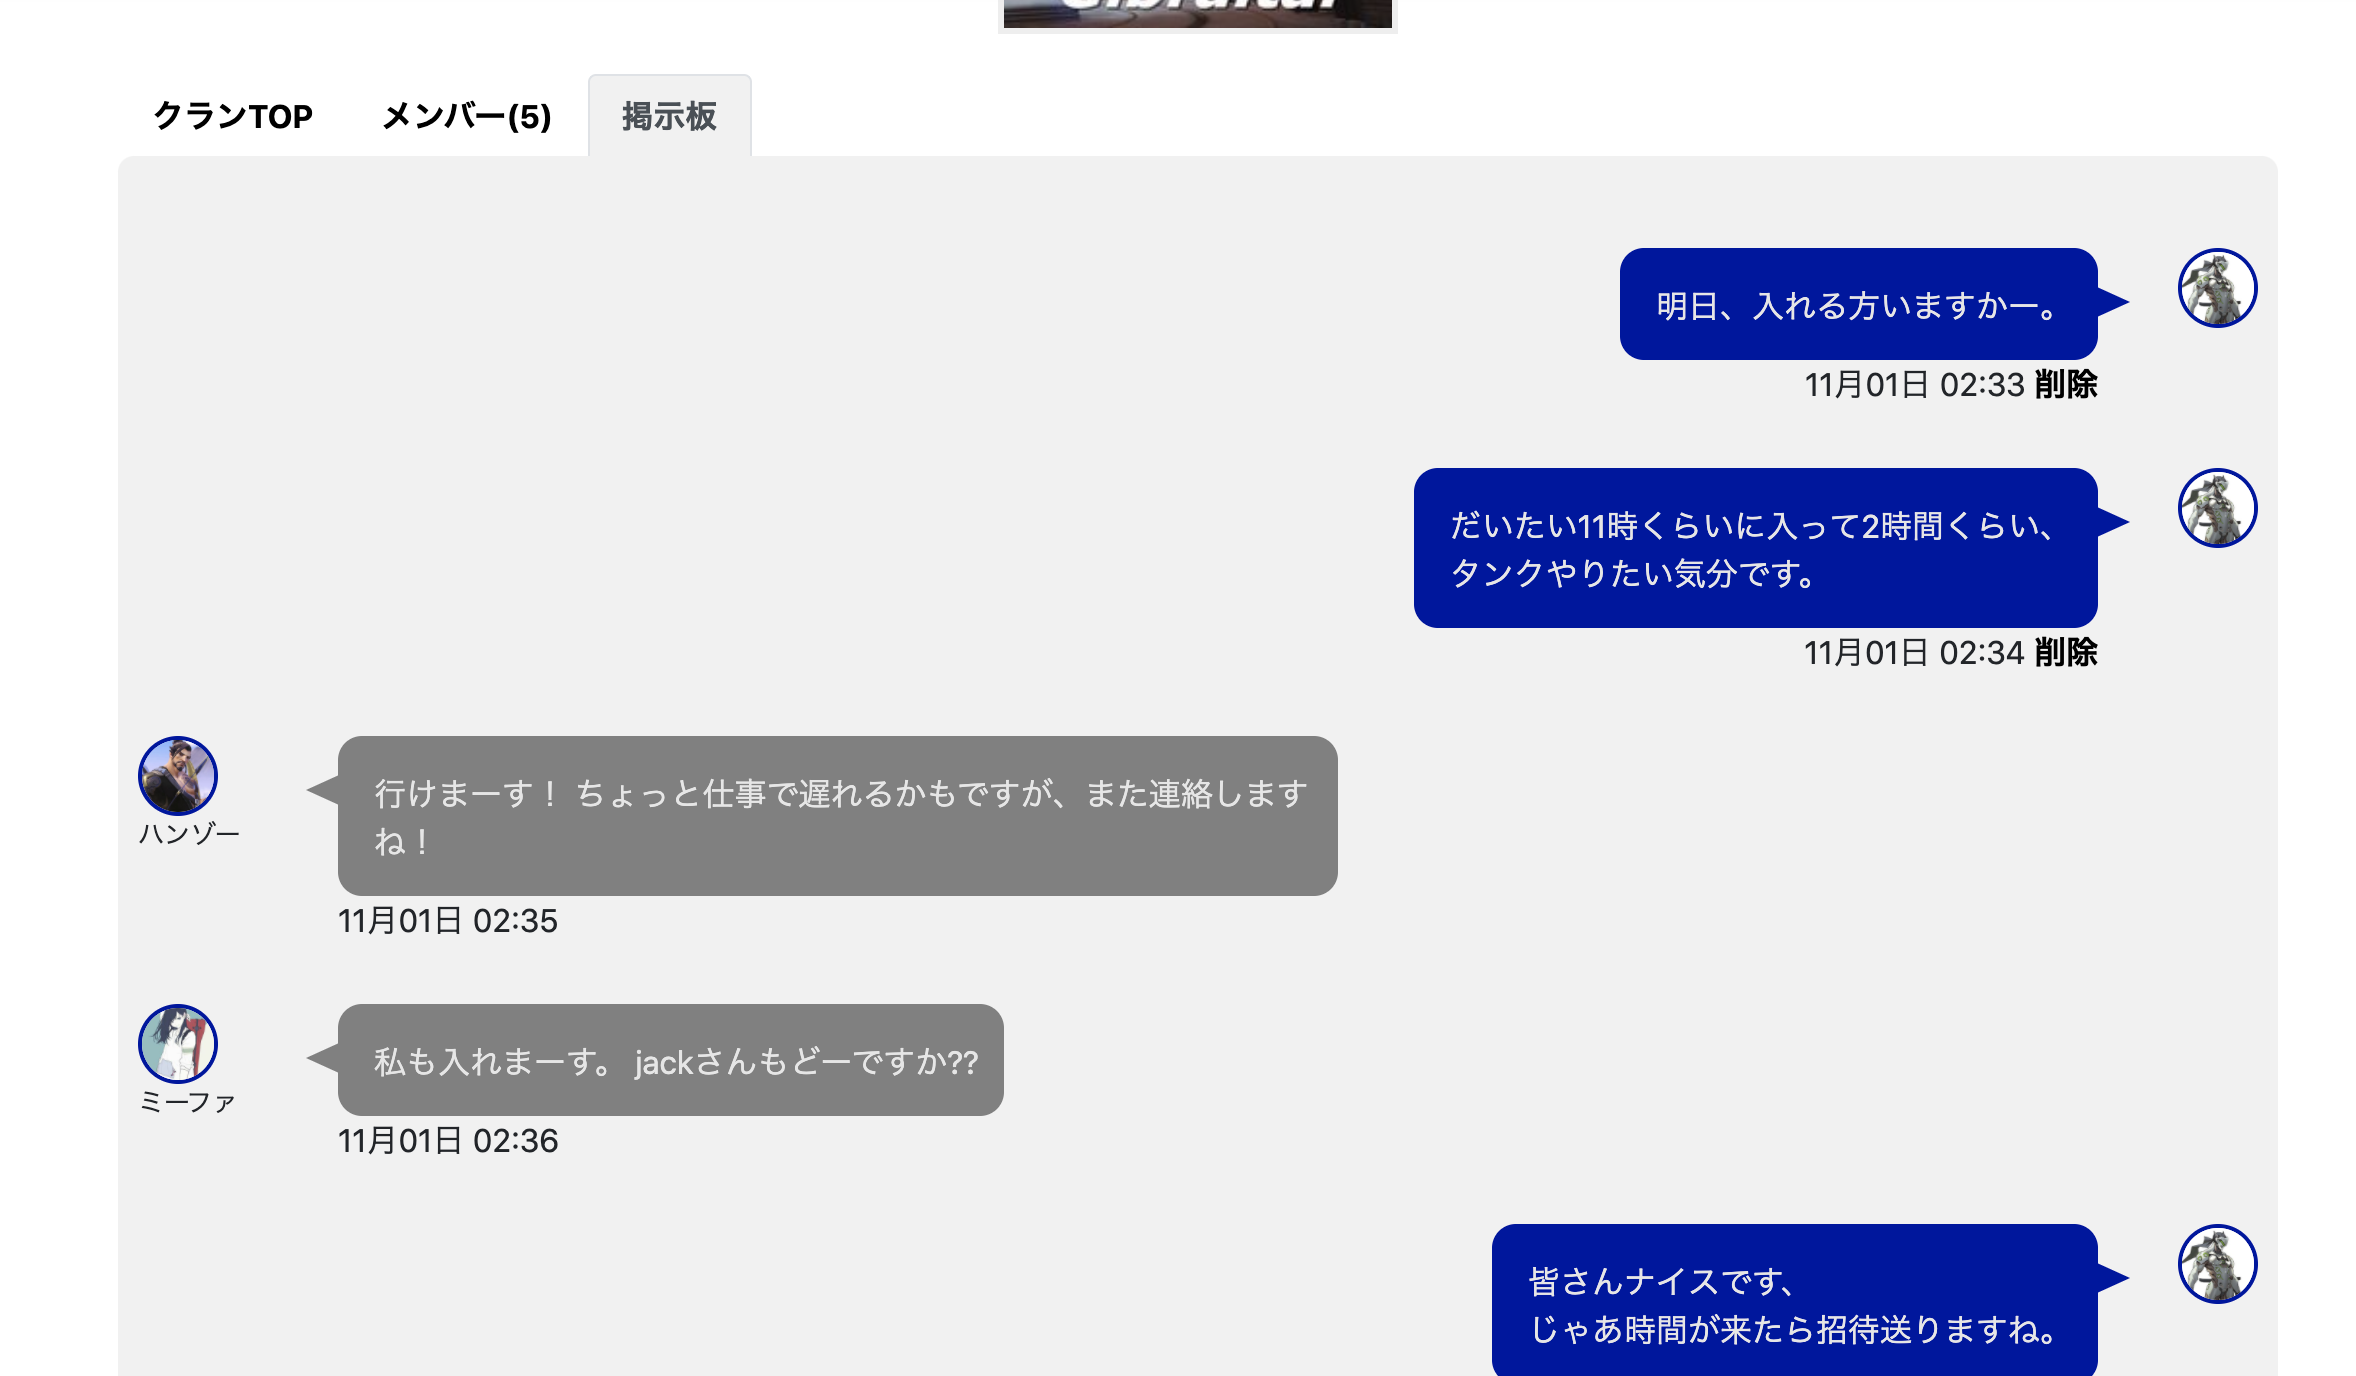 クランTOP
メンバー(5)
掲示板
明日、入れる方いますかー。
11月01日 02:33 削除
だいたい11時くらいに入って2時間くらい、
タンクやりたい気分です。
11月01日 02:34 削除
行けまーす！ ちょっと仕事で遅れるかもですが、また連絡します
ね！
ハンゾー
11月01日 02:35
私も入れまーす。 jackさんもどーですか??
ミーファ
11月01日 02:36
皆さんナイスです、
じゃあ時間が来たら招待送りますね。